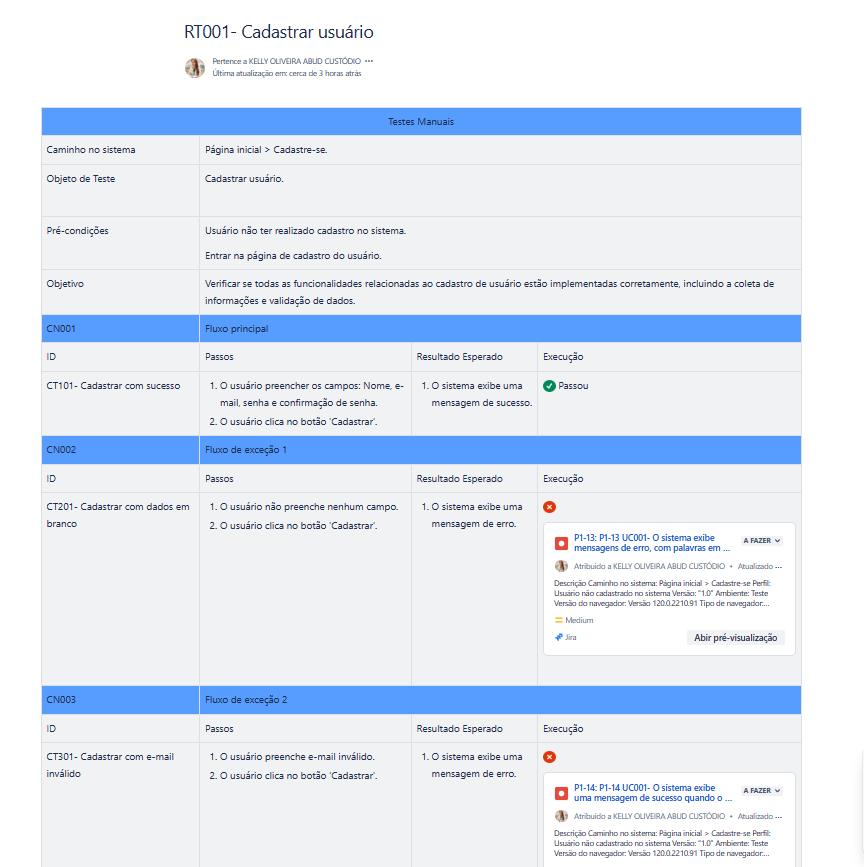 RT001- Cadastrar usuário
Pertence a KELLY OLIVEIRA ABUD CUSTÓDIO •••
Última atualização em: cerca de 3 horas atrás
Testes Manuais
Caminho no sistema
Página inicial > Cadastre-se.
Objeto de Teste
Cadastrar usuário.
Pré-condições
Usuário não ter realizado cadastro no sistema.
Entrar na página de cadastro do usuário.
Objetivo
Verificar se todas as funcionalidades relacionadas ao cadastro de usuário estão implementadas corretamente, incluindo a coleta de
informações e validação de dados.
CN001
Fluxo principal
ID
Passos
Resultado Esperado
Execução
CT101- Cadastrar com sucesso
1. O usuário preencher os campos: Nome, e-
mail, senha e confirmação de senha.
2. O usuário clica no botão 'Cadastrar'.
1. O sistema exibe uma
mensagem de sucesso.
Passou
CN002
Fluxo de exceção 1
ID
Passos
Resultado Esperado
Execução
CT201- Cadastrar com dados em
branco
1. O usuário não preenche nenhum campo.
2. O usuário clica no botão 'Cadastrar'.
1. O sistema exibe uma
mensagem de erro.
P1-13: P1-13 UC001- O sistema exibe
mensagens de erro, com palavras em ...
A FAZER
Atribuído a KELLY OLIVEIRA ABUD CUSTÓDIO • Atualizado ...
Descrição Caminho no sistema: Página inicial > Cadastre-se Perfil:
Usuário não cadastrado no sistema Versão: "1.0" Ambiente: Teste
Versão do navegador: Versão 120.0.2210.91 Tipo de navegador:...
Medium
Jira
Abrir pré-visualização
CN003
Fluxo de exceção 2
ID
Passos
Resultado Esperado
Execução
CT301- Cadastrar com e-mail
inválido
1. O usuário preenche e-mail inválido.
2. O usuário clica no botão 'Cadastrar'.
1. O sistema exibe uma
mensagem de erro.
P1-14: P1-14 UC001- O sistema exibe
uma mensagem de sucesso quando o ...
A FAZER
Atribuído a KELLY OLIVEIRA ABUD CUSTÓDIO • Atualizado ...
Descrição Caminho no sistema: Página inicial > Cadastre-se Perfil:
Usuário não cadastrado no sistema Versão: "1.0" Ambiente: Teste
Versão do navegador: Versão 120.0.2210.91 Tipo de navegador:...